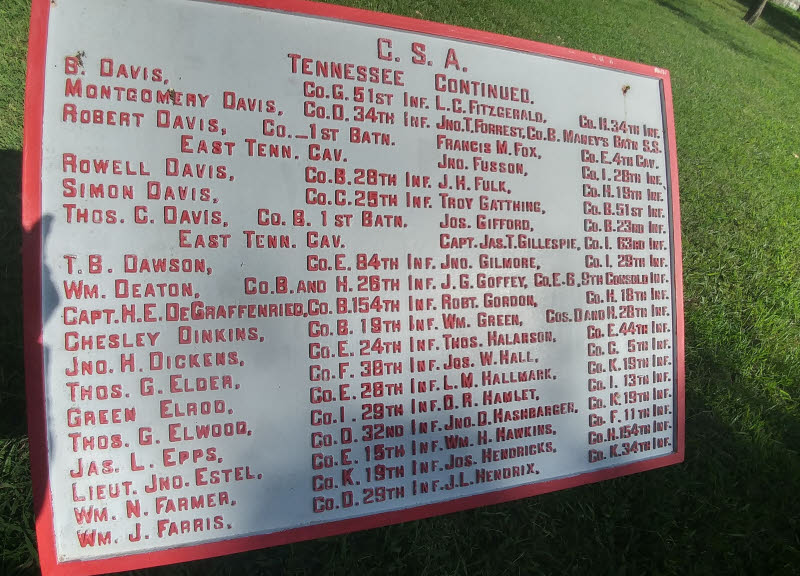 C. S. A.
TENNESSEE CONTINUED.
B. DAVIS, CO. G. 51ST INF.
MONTGOMERY DAVIS, CO. D. 34TH INF.
ROBERT DAVIS, CO. _ 1ST BATN.
EAST TENN. CAV.
ROWELL DAVIS, CO. B. 28TH INF.
SIMON DAVIS, CO. C. 25TH INF.
THOS. C. DAVIS, CO. B. 1ST BATN.
EAST TENN. CAV.
T. B. DAWSON, CO. E. 84TH INF.
WM. DEATON, CO. B. AND H. 26TH INF.
CAPT. H. E. DEGRAFFENRIED, CO. B. 154TH INF.
CHESLEY DINKINS, CO. B. 19TH INF.
JNO. H. DICKENS, CO. E. 24TH INF.
THOS. G. ELDER, CO. F. 38TH INF.
GREEN ELROD, CO. E. 28TH INF.
THOS. G. ELWOOD, CO. I. 29TH INF.
JAS. L. EPPS, CO. D. 32ND INF.
LIEUT. JNO. ESTEL, CO. E. 15TH INF.
WM. N. FARMER, CO. K. 19TH INF.
WM. J. FARRIS, CO. D. 29TH INF.
L. C. FITZGERALD, CO. H. 34TH INF.
JNO. T. FORREST, CO. B. MANEY'S BATN S.S.
FRANCIS M. FOX, CO. E. 4TH CAV.
JNO. FUSSON, CO. I. 28TH INF.
J. H. FULK, CO. H. 19TH INF.
TROY GATTHING, CO. B. 51ST INF.
JOS. GIFFORD, CO. B. 23RD INF.
CAPT. JAS. T. GILLESPIE, CO. I. 63RD INF.
JNO. GILMORE, CO. I. 29TH INF.
J. G. GOFFEY, CO. E. 6, 9TH CONSOLD INF.
ROBT. GORDON, CO. H. 18TH INF.
WM. GREEN, COS. D AND H. 28TH INF.
THOS. HALARSON, CO. E. 44TH INF.
JOS. W. HALL, CO. G. 5TH INF.
L. M. HALLMARK, CO. K. 19TH INF.
D. R. HAMLET, CO. I. 13TH INF.
JNO. D. HASHBARGER, CO. K. 19TH INF.
WM. H. HAWKINS, CO. F. 11TH INF.
JOS. HENDRICKS, CO. H. 154TH INF.
J. L. HENDRIX, CO. K. 34TH INF.